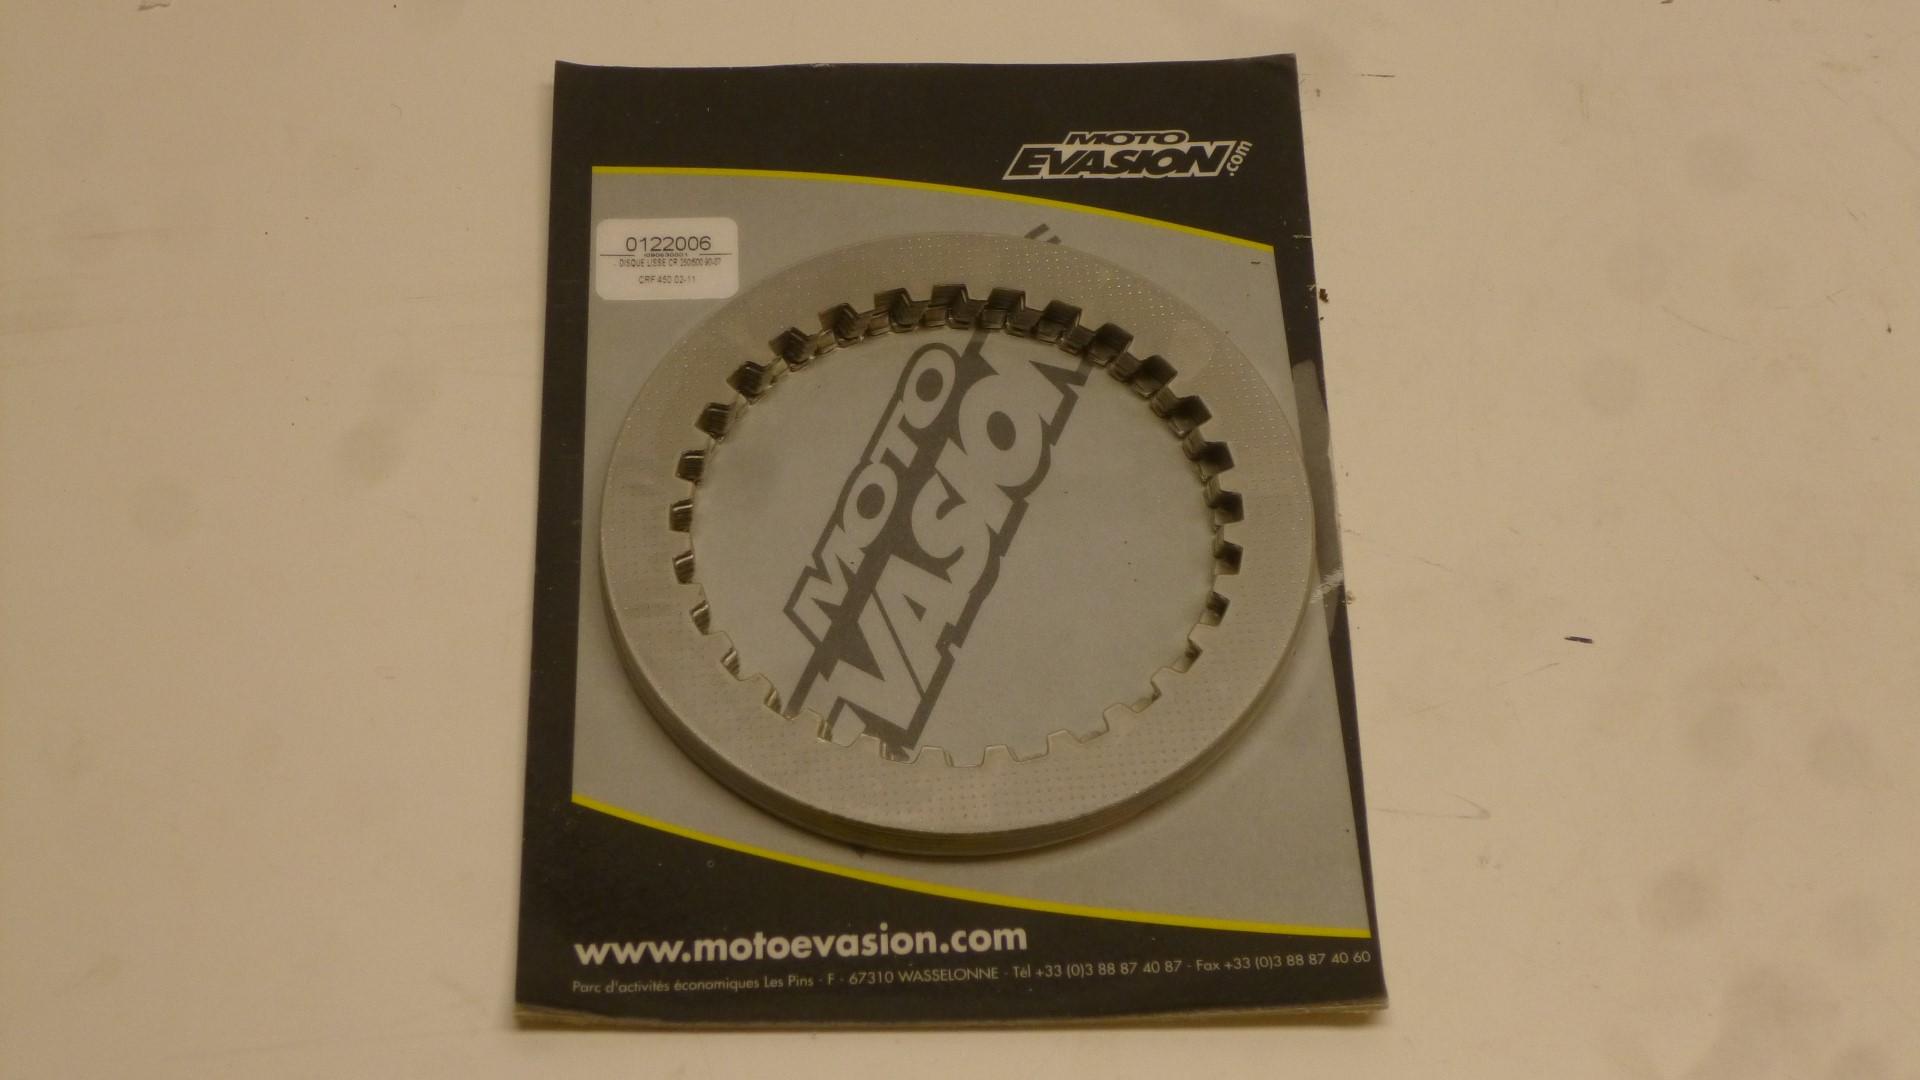 MOTO
EVASION.com
0122006
DISQUE LISSE CR 250/500 90-07
CRF 450 02-11
MOTO
VASION
www.motoevasion.com
Parc d'activités économiques Les Pins - F - 67310 WASSELONNE - Tél +33 (0)3 88 87 40 87 - Fax +33 (0)3 88 87 40 60